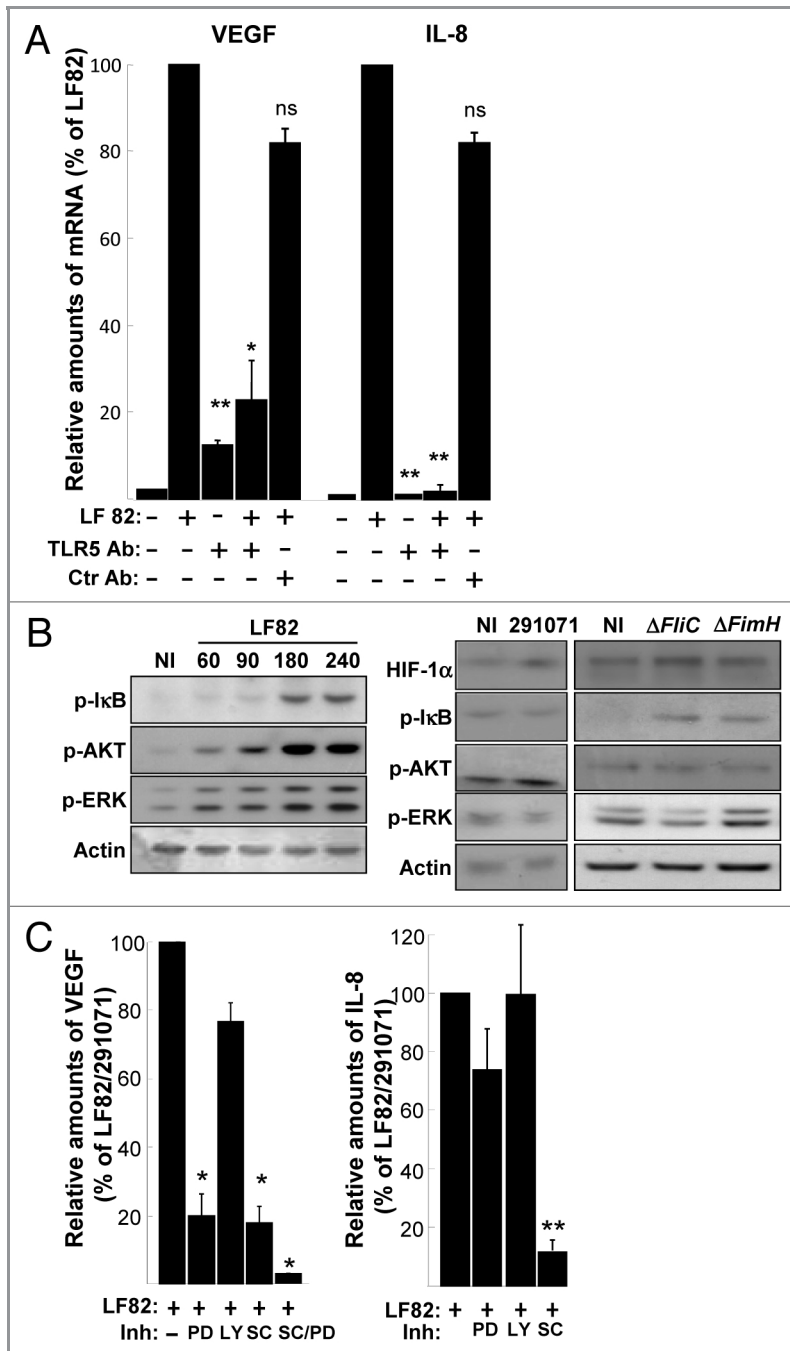 A
VEGF IL-8
Relative amounts of mRNA (% of LF82)
100
80
60
40
20
** * ns ** ** ns
LF 82: – + – + + – + – + +
TLR5 Ab: – – + + – – – + + –
Ctr Ab: – – – – + – – – – +
B
LF82
NI 60 90 180 240
p-IκB
p-AKT
p-ERK
Actin
NI 291071 NI ΔFliC ΔFimH
HIF-1α
p-IκB
p-AKT
p-ERK
Actin
C
Relative amounts of VEGF
(% of LF82/291071)
100
80
60
40
20
* * *
LF82: + + + + +
Inh: – PD LY SC SC/PD
Relative amounts of IL-8
(% of LF82/291071)
120
100
80
60
40
20
**
LF82: + + + +
Inh: PD LY SC